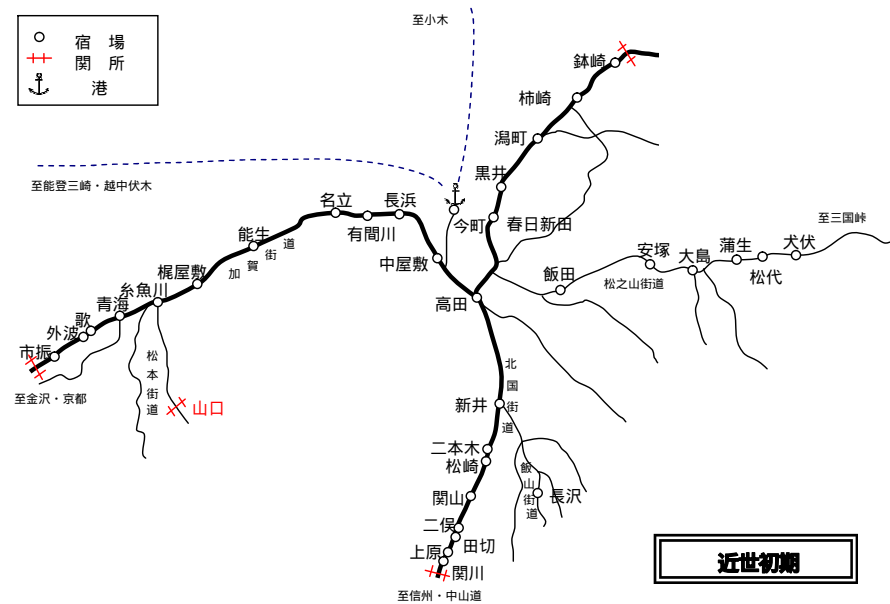 宿場
関所
港
至小木
鉢崎
柿崎
潟町
黒井
至能登三崎・越中伏木
名立
長浜
有間川
今町
春日新田
至三国峠
能生
加賀街道
中屋敷
安塚
大島
蒲生
犬伏
松代
飯田
松之山街道
梶屋敷
糸魚川
青海
歌
外波
市振
高田
至金沢・京都
松本街道
山口
北国街道
新井
二本木
松崎
飯山街道
長沢
関山
二俣
田切
上原
関川
至信州・中山道
近世初期